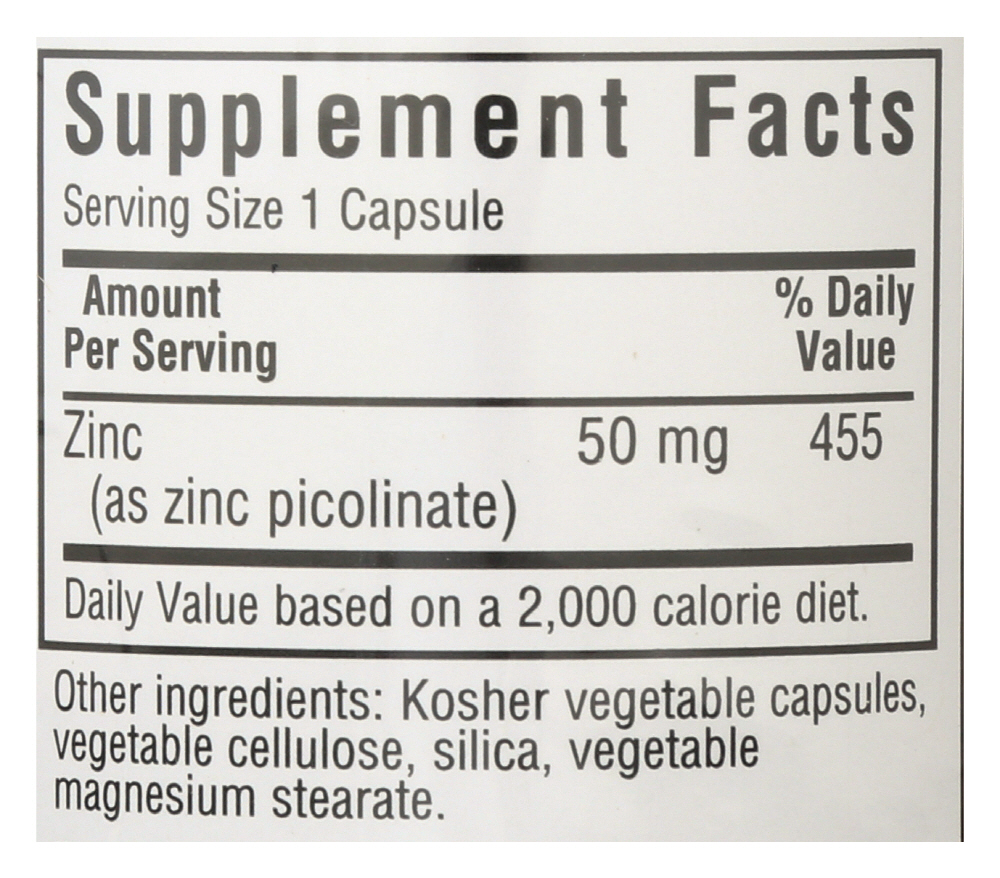 Supplement Facts
Serving Size 1 Capsule
Amount
Per Serving
% Daily
Value
Zinc 50 mg 455
(as zinc picolinate)
Daily Value based on a 2,000 calorie diet.
Other ingredients: Kosher vegetable capsules,
vegetable cellulose, silica, vegetable
magnesium stearate.